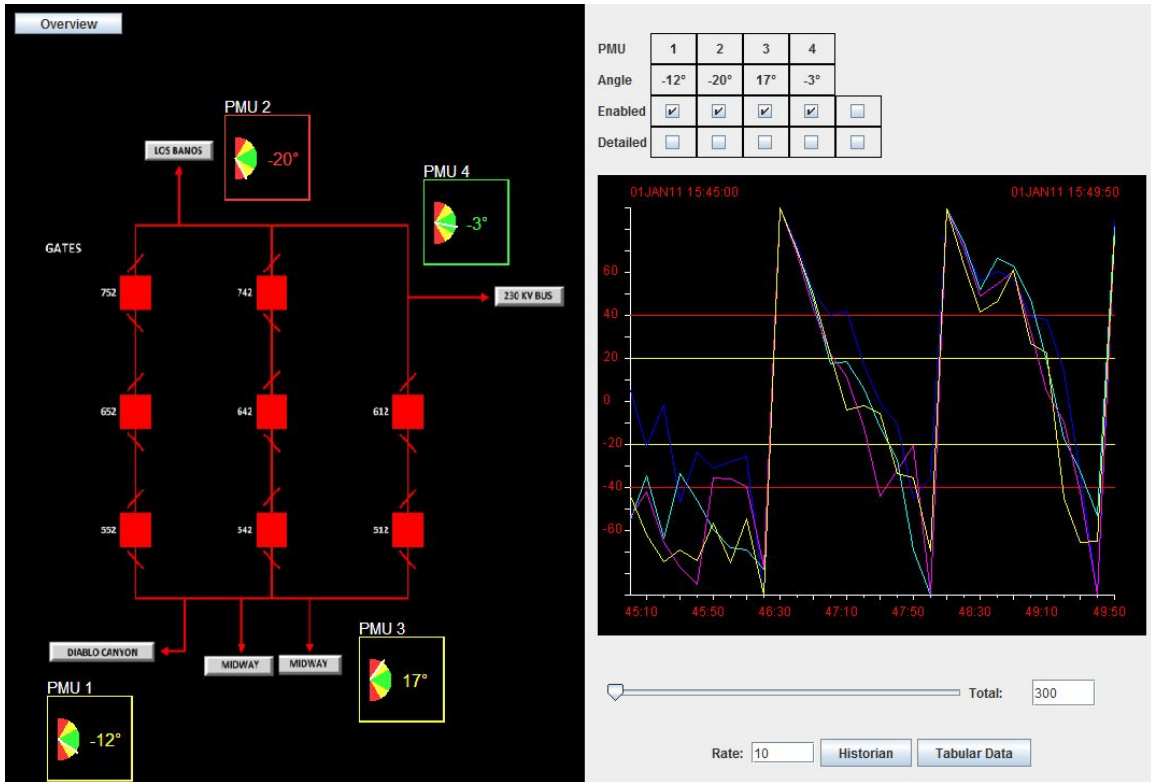 Overview
PMU 2
-20°
LOS BANOS
PMU 4
-3°
GATES
752
742
230 KV BUS
652
642
612
552
542
512
DIABLO CANYON
MIDWAY
MIDWAY
PMU 3
17°
PMU 1
-12°
PMU 1 2 3 4
Angle -12° -20° 17° -3°
Enabled
Detailed
01JAN11 15:45:00 01JAN11 15:49:50
60
40
20
0
-20
-40
-60
45:10 45:50 46:30 47:10 47:50 48:30 49:10 49:50
Total: 300
Rate: 10 Historian Tabular Data